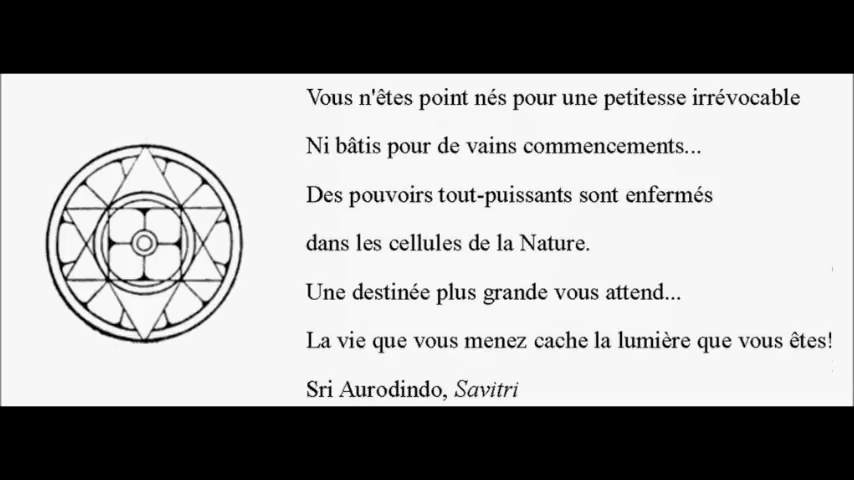 Vous n'êtes point nés pour une petitesse irrévocable
Ni bâtis pour de vains commencements...
Des pouvoirs tout-puissants sont enfermés
dans les cellules de la Nature.
Une destinée plus grande vous attend...
La vie que vous menez cache la lumière que vous êtes!
Sri Aurodindo, Savitri